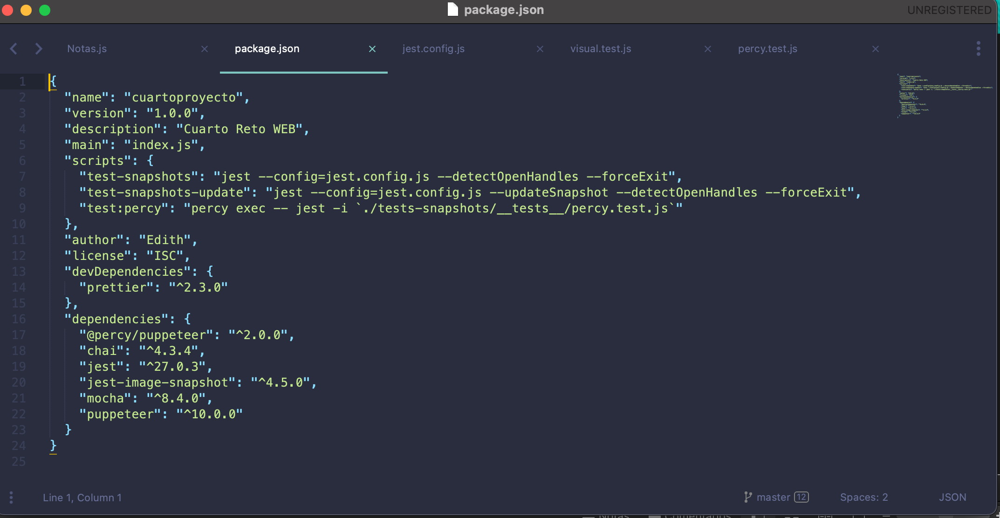 package.json
UNREGISTERED
Notas.js
package.json
jest.config.js
visual.test.js
percy.test.js
1 {
2 "name": "cuartoproyecto",
3 "version": "1.0.0",
4 "description": "Cuarto Reto WEB",
5 "main": "index.js",
6 "scripts": {
7 "test-snapshots": "jest --config=jest.config.js --detectOpenHandles --forceExit",
8 "test-snapshots-update": "jest --config=jest.config.js --updateSnapshot --detectOpenHandles --forceExit",
9 "test:percy": "percy exec -- jest -i `./tests-snapshots/__tests__/percy.test.js`"
10 },
11 "author": "Edith",
12 "license": "ISC",
13 "devDependencies": {
14 "prettier": "^2.3.0"
15 },
16 "dependencies": {
17 "@percy/puppeteer": "^2.0.0",
18 "chai": "^4.3.4",
19 "jest": "^27.0.3",
20 "jest-image-snapshot": "^4.5.0",
21 "mocha": "^8.4.0",
22 "puppeteer": "^10.0.0"
23 }
24 }
25
Line 1, Column 1
master 12
Spaces: 2
JSON
Notas
Comentarios